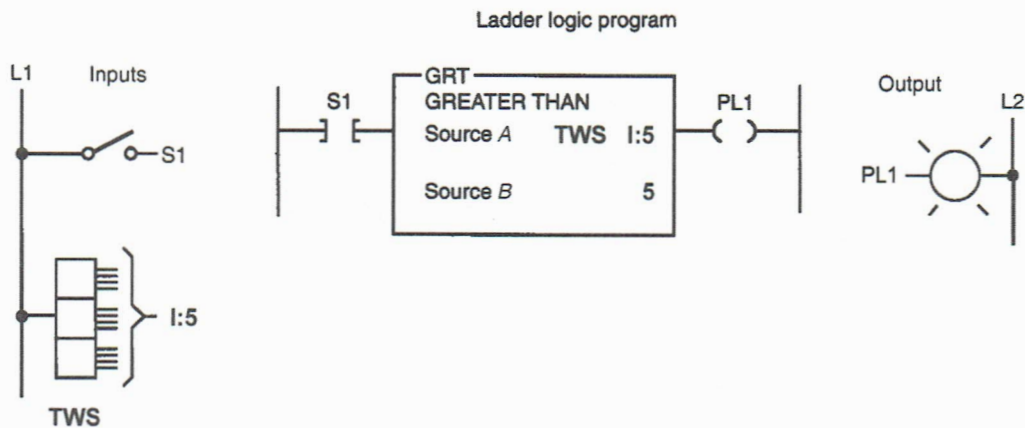 Ladder logic program
L1
Inputs
S1
I:5
TWS
S1
GRT
GREATER THAN
Source A TWS I:5
Source B 5
PL1
Output
L2
PL1